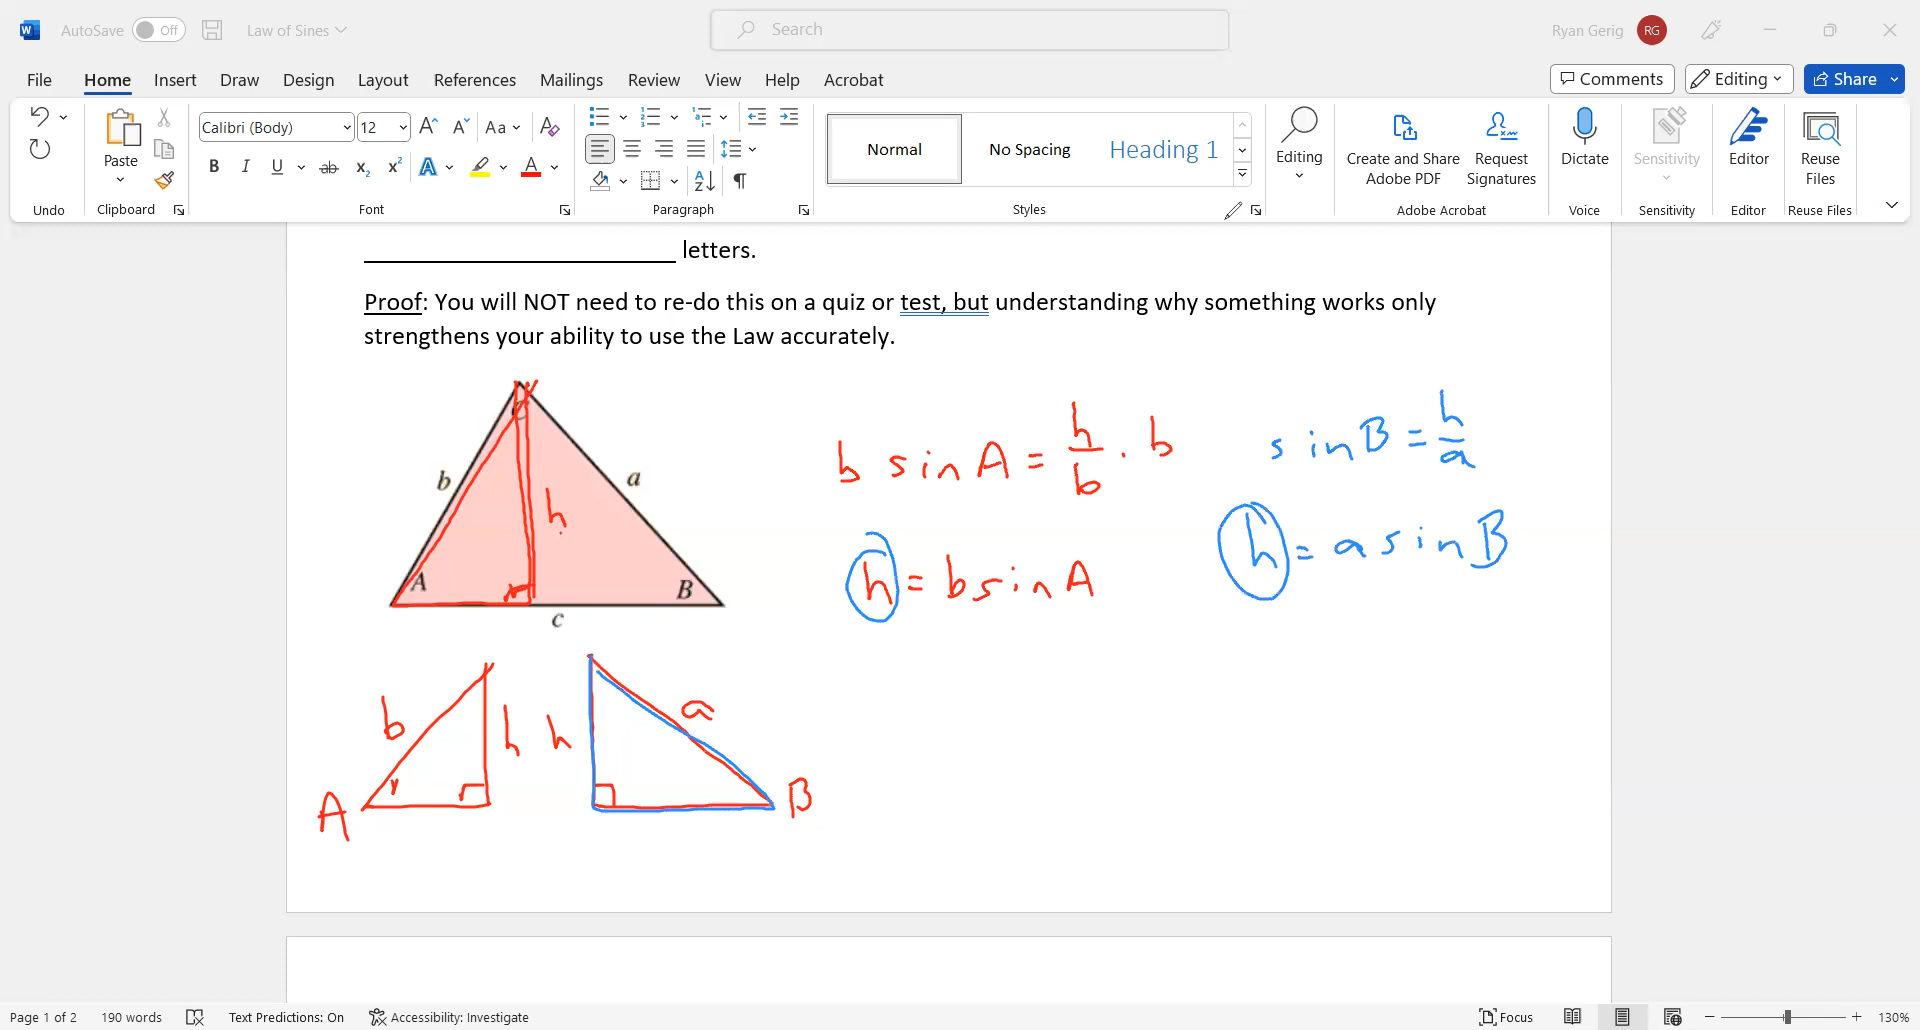 AutoSave Off Law of Sines Search Ryan Gerig RG
File Home Insert Draw Design Layout References Mailings Review View Help Acrobat Comments Editing Share
Calibri (Body) 12 Aa
Paste
B I U ab x₂ x² A A
Normal No Spacing Heading 1
Editing
Create and Share Adobe PDF
Request Signatures
Dictate
Sensitivity
Editor
Reuse Files
Undo Clipboard Font Paragraph Styles Adobe Acrobat Voice Sensitivity Editor Reuse Files
letters.
Proof: You will NOT need to re-do this on a quiz or test, but understanding why something works only
strengthens your ability to use the Law accurately.
C
b a
h
A B
c
b sin A = h/b · b
h = b sin A
sin B = h/a
h = a sin B
b h h a
A B
Page 1 of 2 190 words Text Predictions: On Accessibility: Investigate Focus 130%